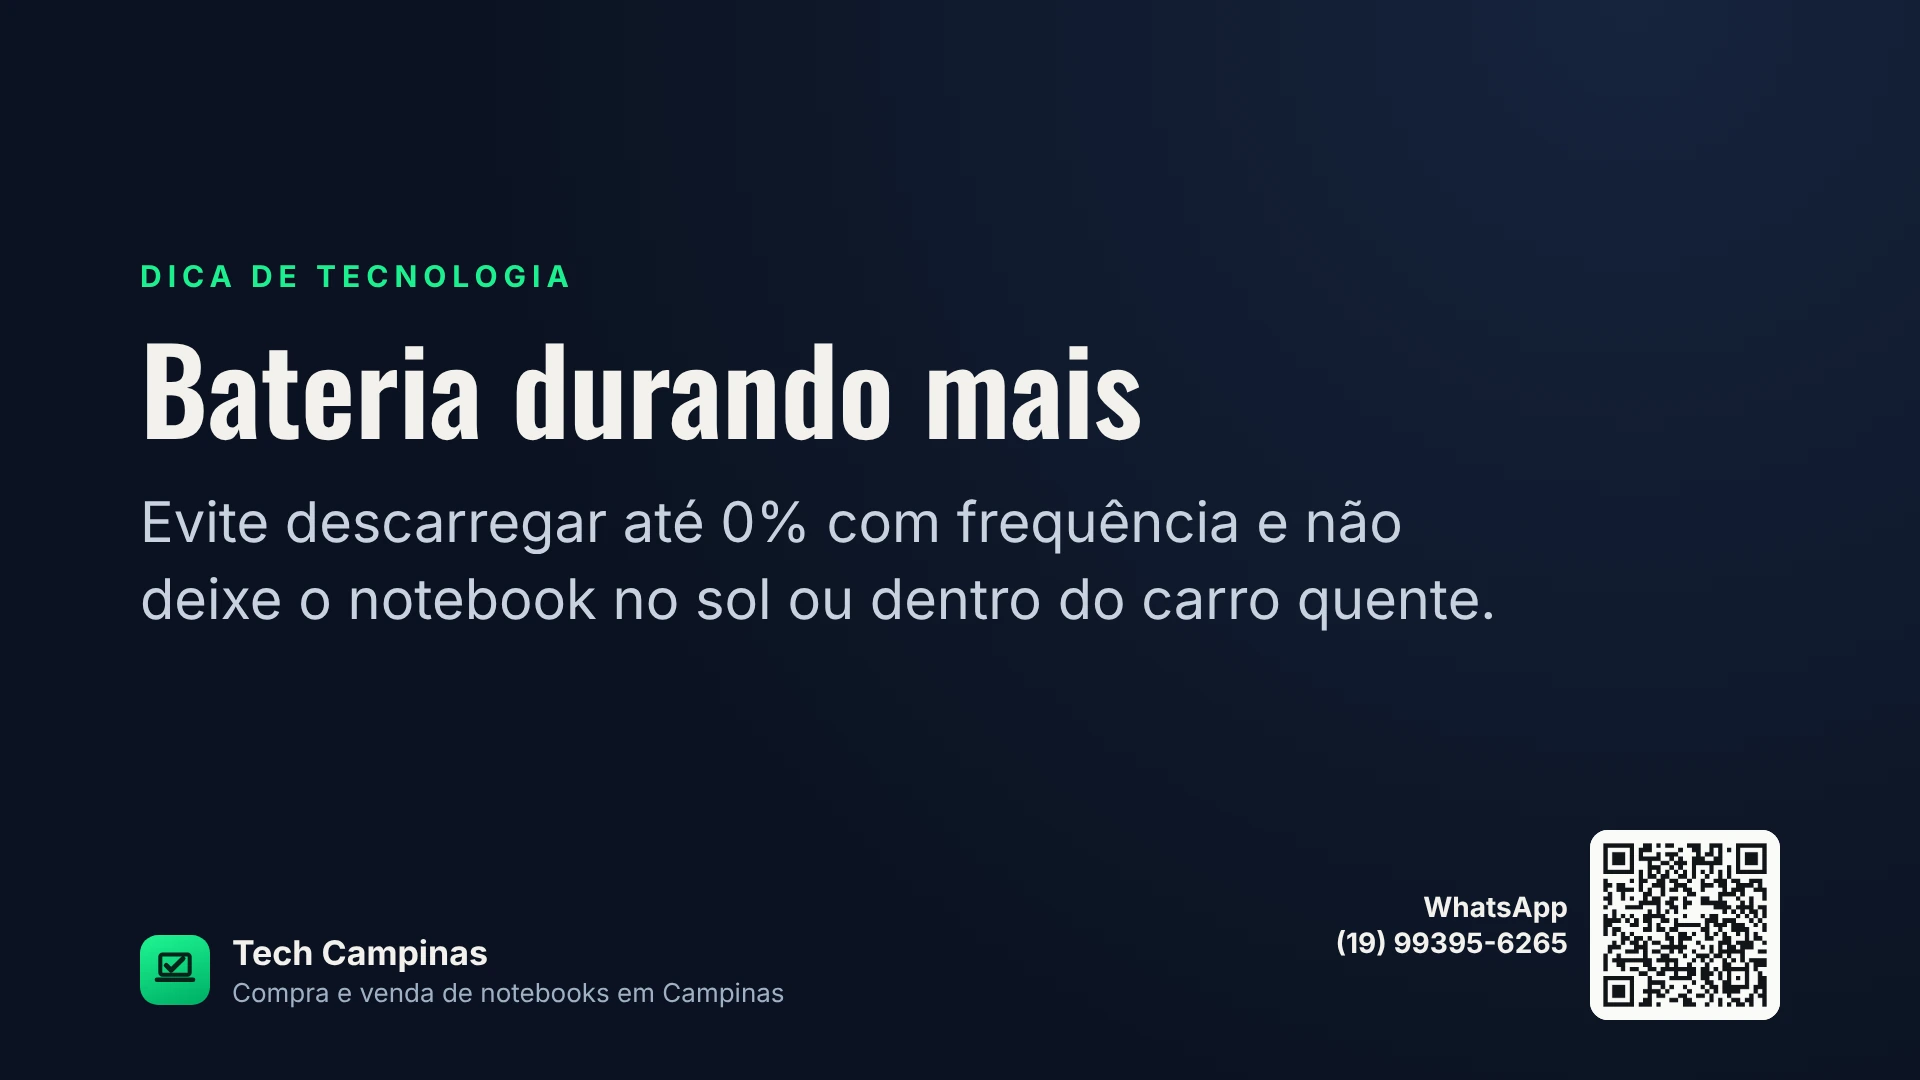 DICA DE TECNOLOGIA
Bateria durando mais
Evite descarregar até 0% com frequência e não
deixe o notebook no sol ou dentro do carro quente.
WhatsApp
(19) 99395-6265
Tech Campinas
Compra e venda de notebooks em Campinas